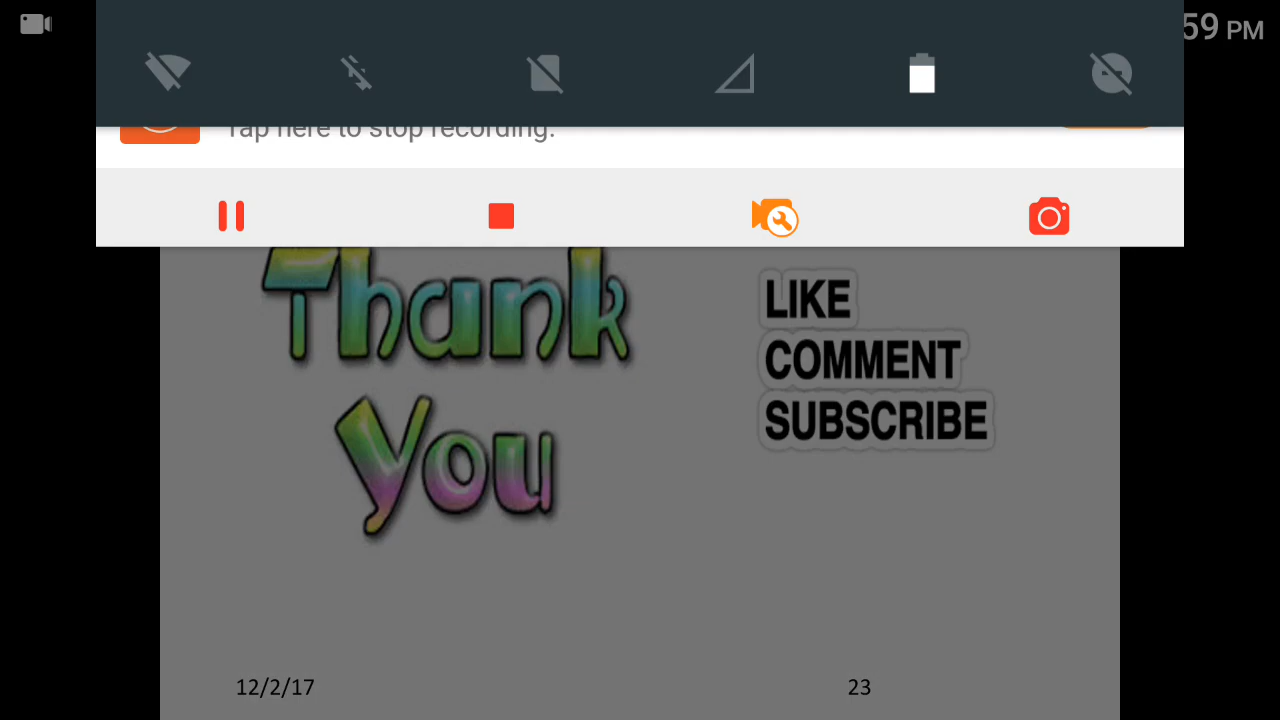 59 PM
Tap here to stop recording.
Thank
You
LIKE
COMMENT
SUBSCRIBE
12/2/17
23